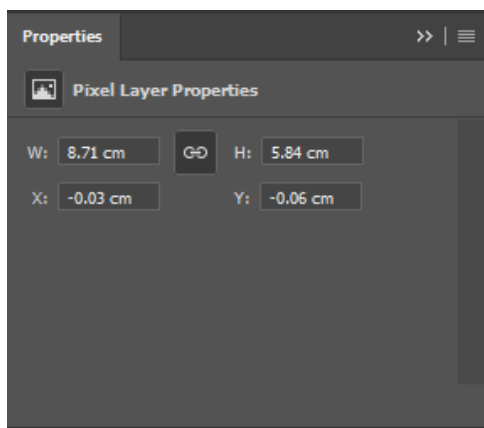 Properties
Pixel Layer Properties
W: 8.71 cm H: 5.84 cm
X: -0.03 cm Y: -0.06 cm